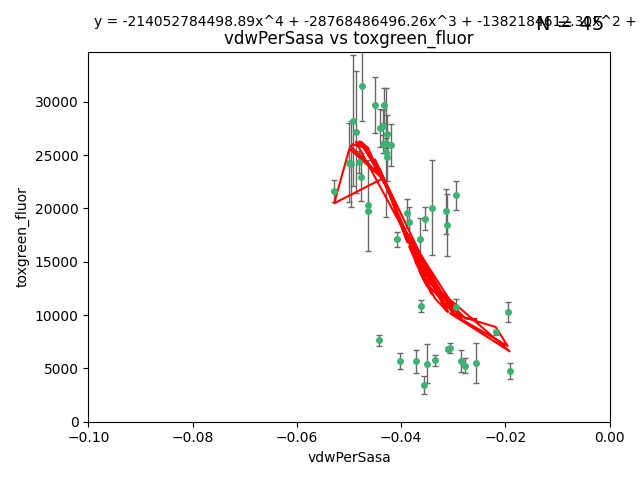 y = -214052784498.89x^4 + -28768486496.26x^3 + -1382184612.30x^2 +
N = 45
vdwPerSasa vs toxgreen_fluor
30000
25000
20000
15000
10000
5000
0
toxgreen_fluor
−0.10
−0.08
−0.06
−0.04
−0.02
0.00
vdwPerSasa